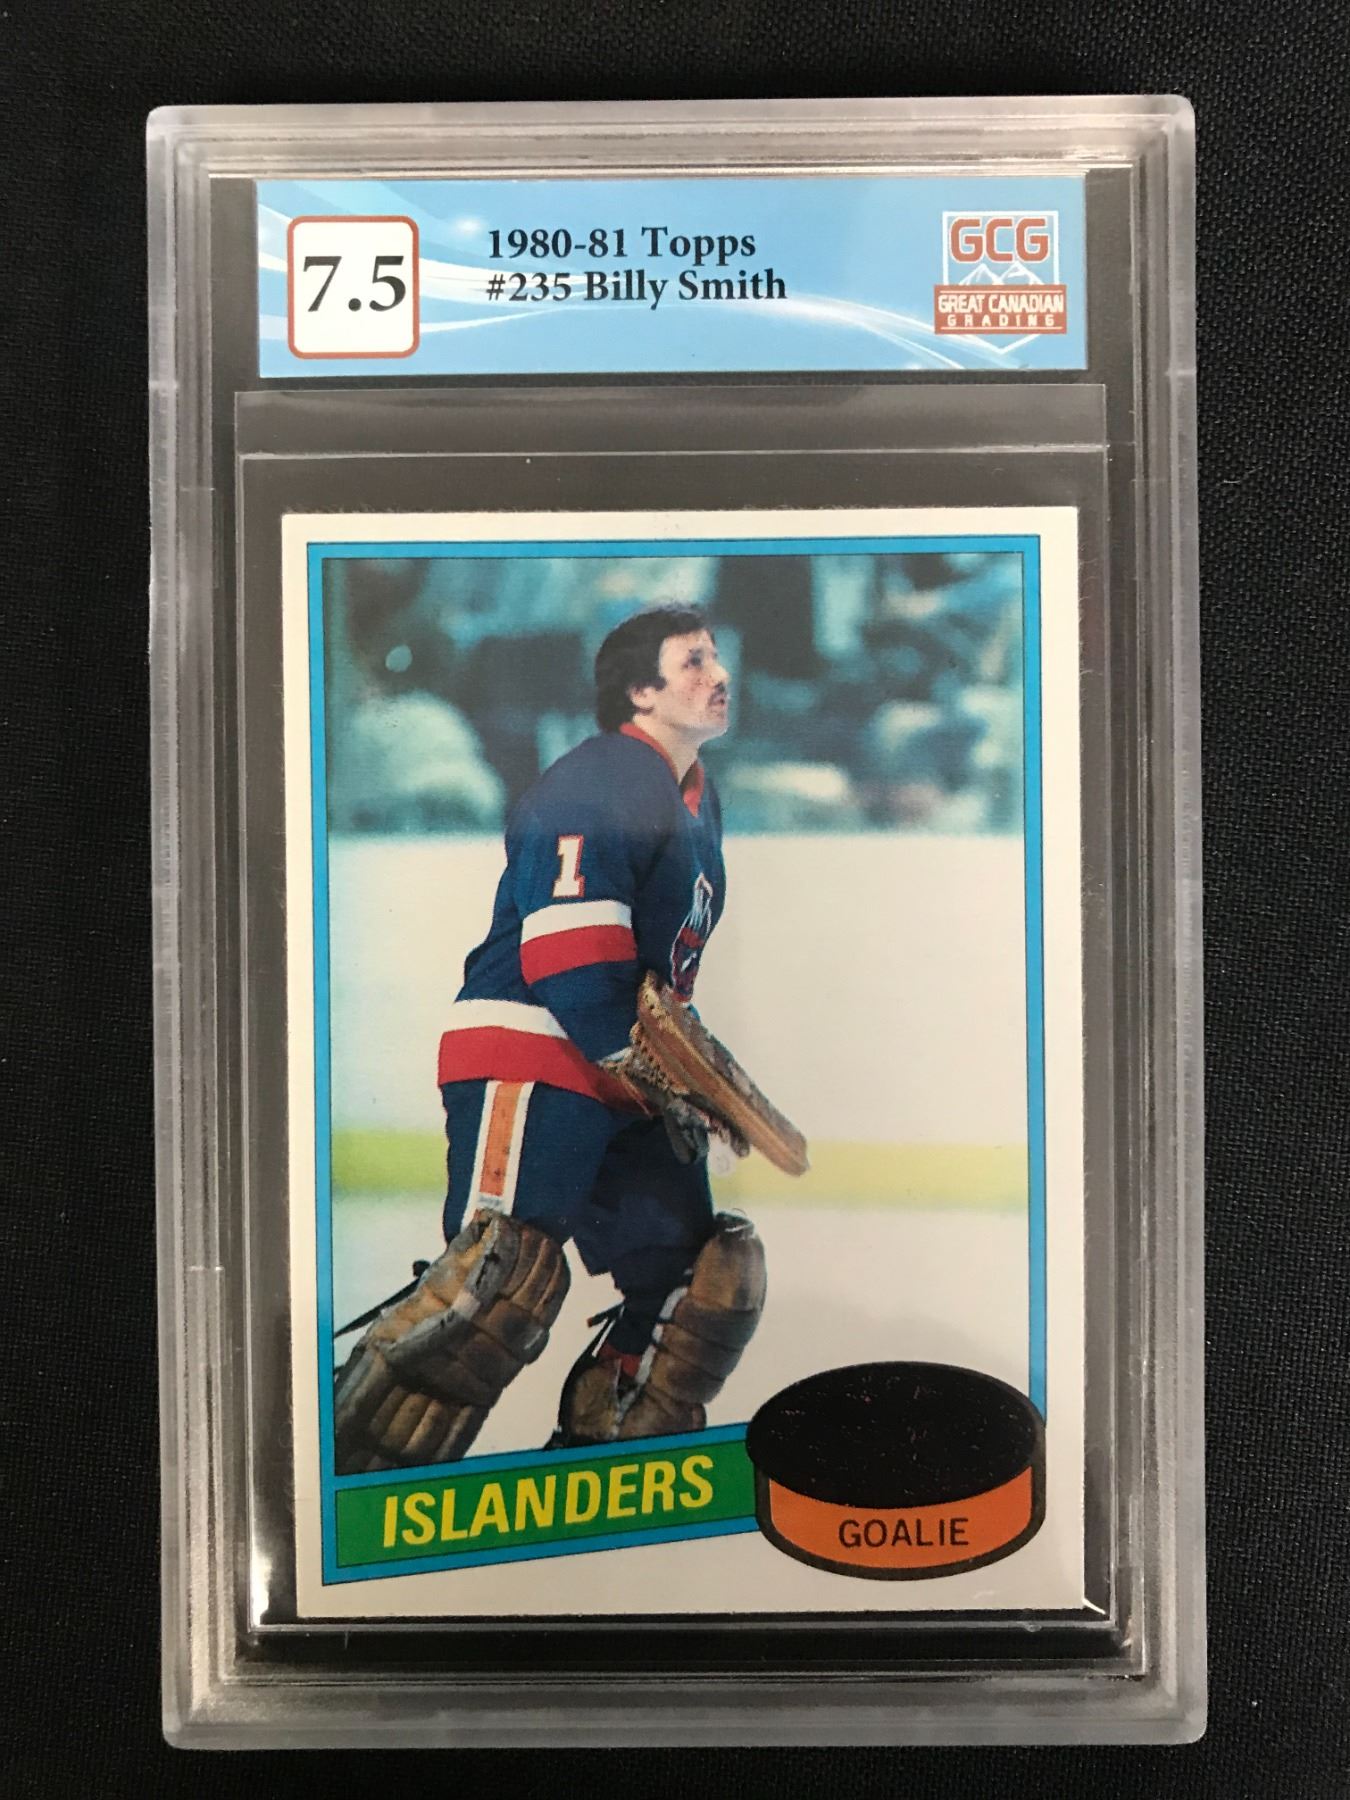 7.5
1980-81 Topps
#235 Billy Smith
GCG
GREAT CANADIAN
GRADING
1
ISLANDERS
GOALIE